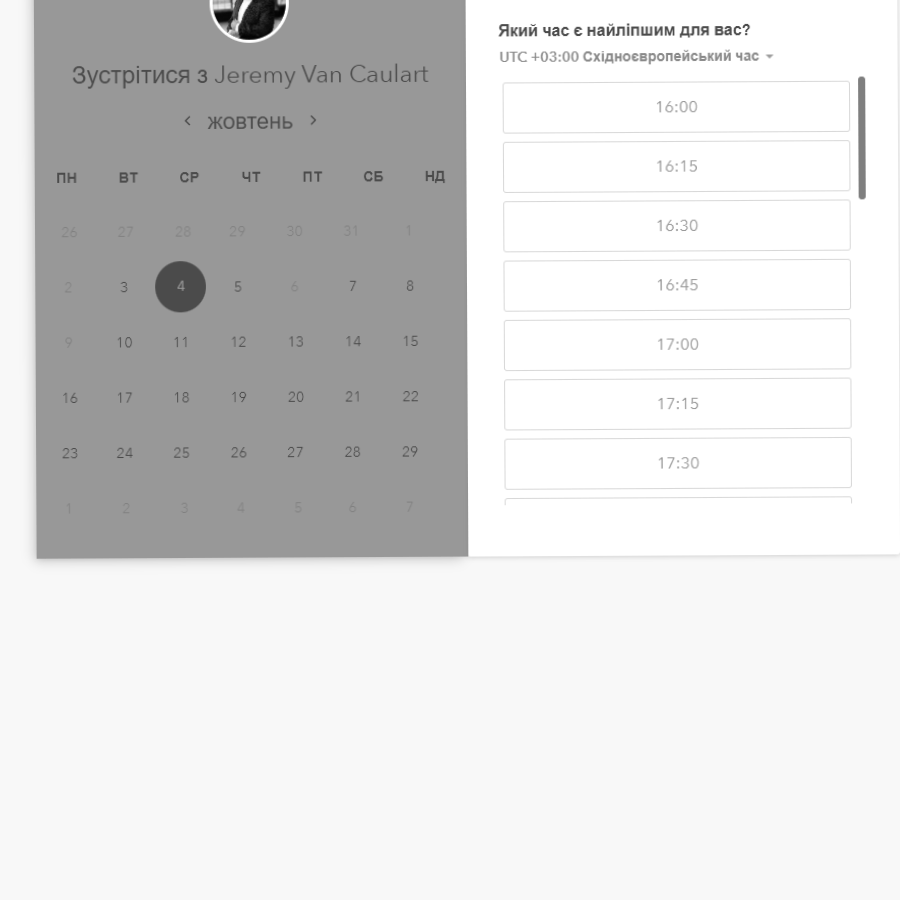 Зустрітися з Jeremy Van Caulart
жовтень
ПН ВТ СР ЧТ ПТ СБ НД
26 27 28 29 30 31 1
2 3 4 5 6 7 8
9 10 11 12 13 14 15
16 17 18 19 20 21 22
23 24 25 26 27 28 29
1 2 3 4 5 6 7
Який час є найліпшим для вас?
UTC +03:00 Східноєвропейський час
16:00
16:15
16:30
16:45
17:00
17:15
17:30